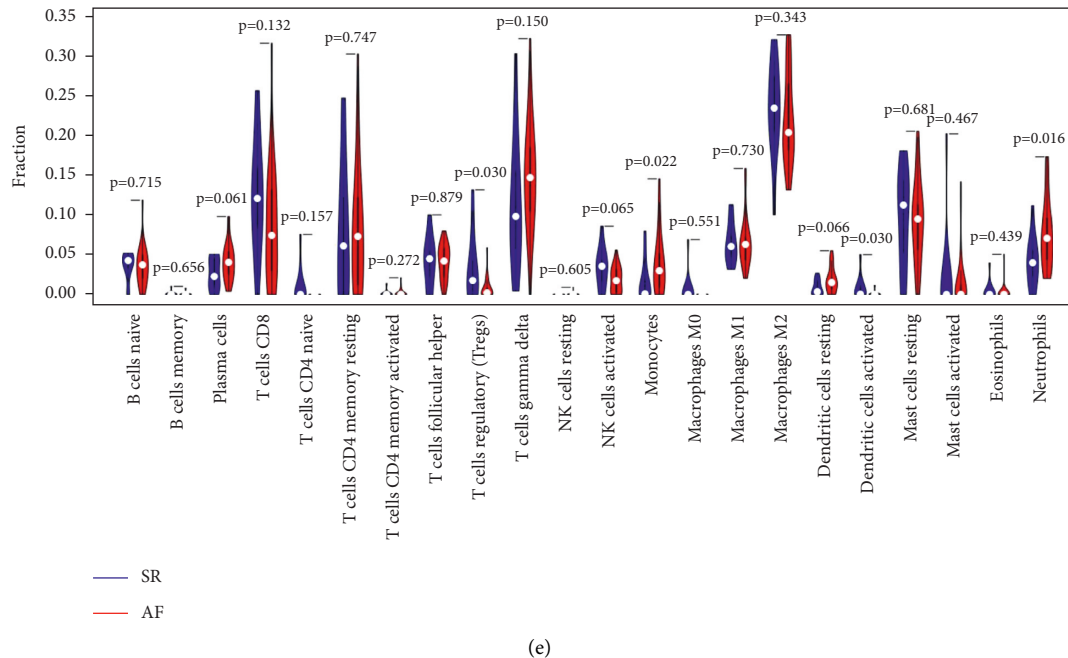 0.35
0.30
0.25
0.20
0.15
0.10
0.05
0.00
Fraction
p=0.715
p=0.656
p=0.061
p=0.132
p=0.157
p=0.747
p=0.272
p=0.879
p=0.030
p=0.150
p=0.605
p=0.065
p=0.022
p=0.551
p=0.730
p=0.343
p=0.066
p=0.030
p=0.681
p=0.467
p=0.439
p=0.016
B cells naive
B cells memory
Plasma cells
T cells CD8
T cells CD4 naive
T cells CD4 memory resting
T cells CD4 memory activated
T cells follicular helper
T cells regulatory (Tregs)
T cells gamma delta
NK cells resting
NK cells activated
Monocytes
Macrophages M0
Macrophages M1
Macrophages M2
Dendritic cells resting
Dendritic cells activated
Mast cells resting
Mast cells activated
Eosinophils
Neutrophils
SR
AF
(e)